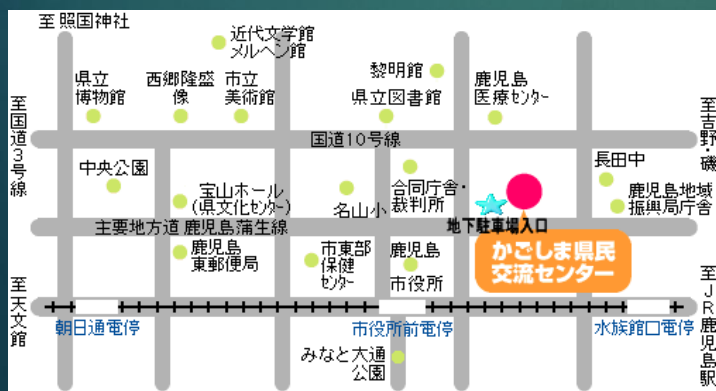 至 照国神社
近代文学館
メルヘン館
黎明館
県立
博物館
西郷隆盛
像
市立
美術館
県立図書館
鹿児島
医療センター
至国道3号線
至吉野・磯
国道10号線
中央公園
宝山ホール
(県文化センター)
名山小
合同庁舎・
裁判所
長田中
鹿児島地域
振興局庁舎
主要地方道 鹿児島蒲生線
地下駐車場入口
かごしま県民
交流センター
鹿児島
東郵便局
市東部
保健
センター
鹿児島
市役所
至天文館
至JR鹿児島駅
朝日通電停
市役所前電停
水族館口電停
みなと大通
公園